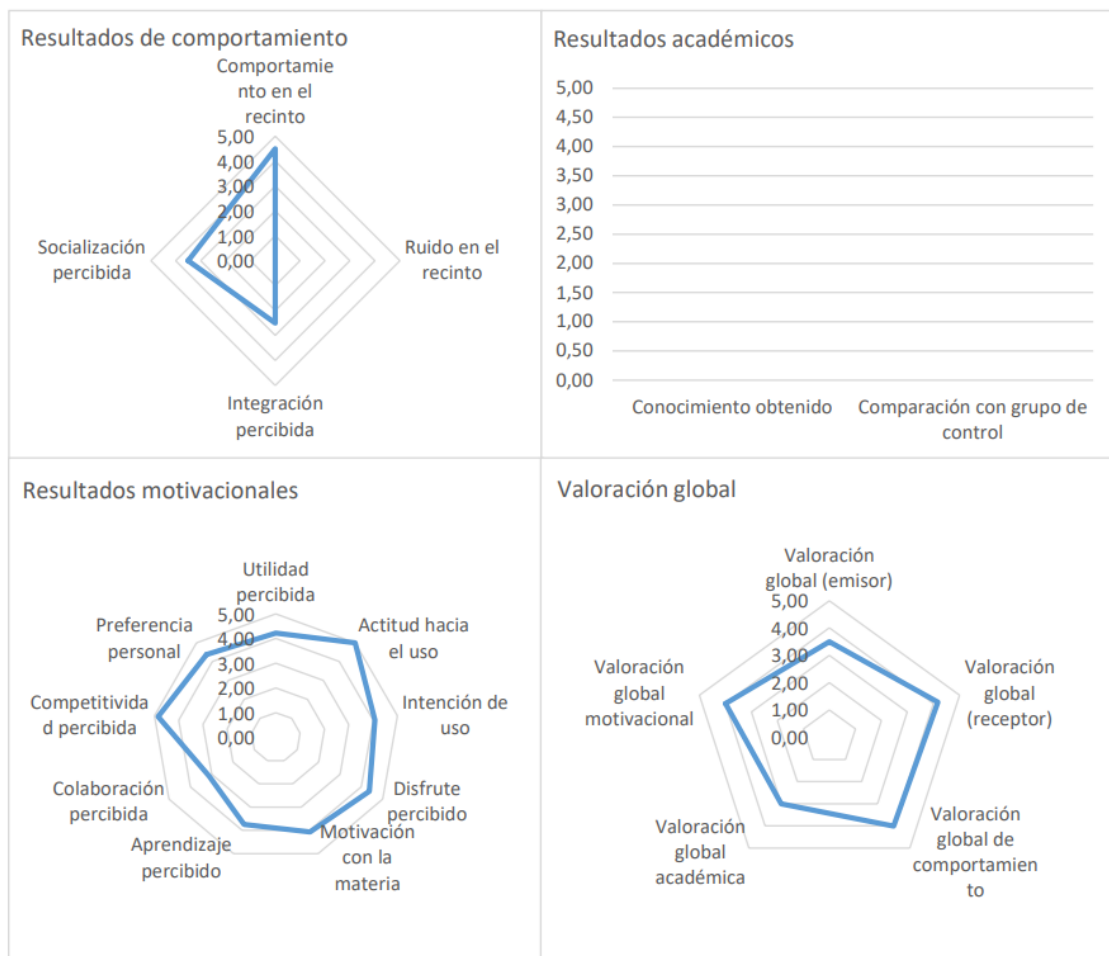 Resultados de comportamiento
Comportamie
nto en el
recinto
5,00
4,00
3,00
2,00
1,00
0,00
Socialización
percibida
Ruido en el
recinto
Integración
percibida
Resultados académicos
5,00
4,50
4,00
3,50
3,00
2,50
2,00
1,50
1,00
0,50
0,00
Conocimiento obtenido
Comparación con grupo de
control
Resultados motivacionales
Utilidad
percibida
5,00
4,00
3,00
2,00
1,00
0,00
Actitud hacia
el uso
Intención de
uso
Disfrute
percibido
Motivación
con la
materia
Aprendizaje
percibido
Colaboración
percibida
Competitivida
d percibida
Preferencia
personal
Valoración global
Valoración
global (emisor)
5,00
4,00
3,00
2,00
1,00
0,00
Valoración
global
(receptor)
Valoración
global de
comportamien
to
Valoración
global
académica
Valoración
global
motivacional